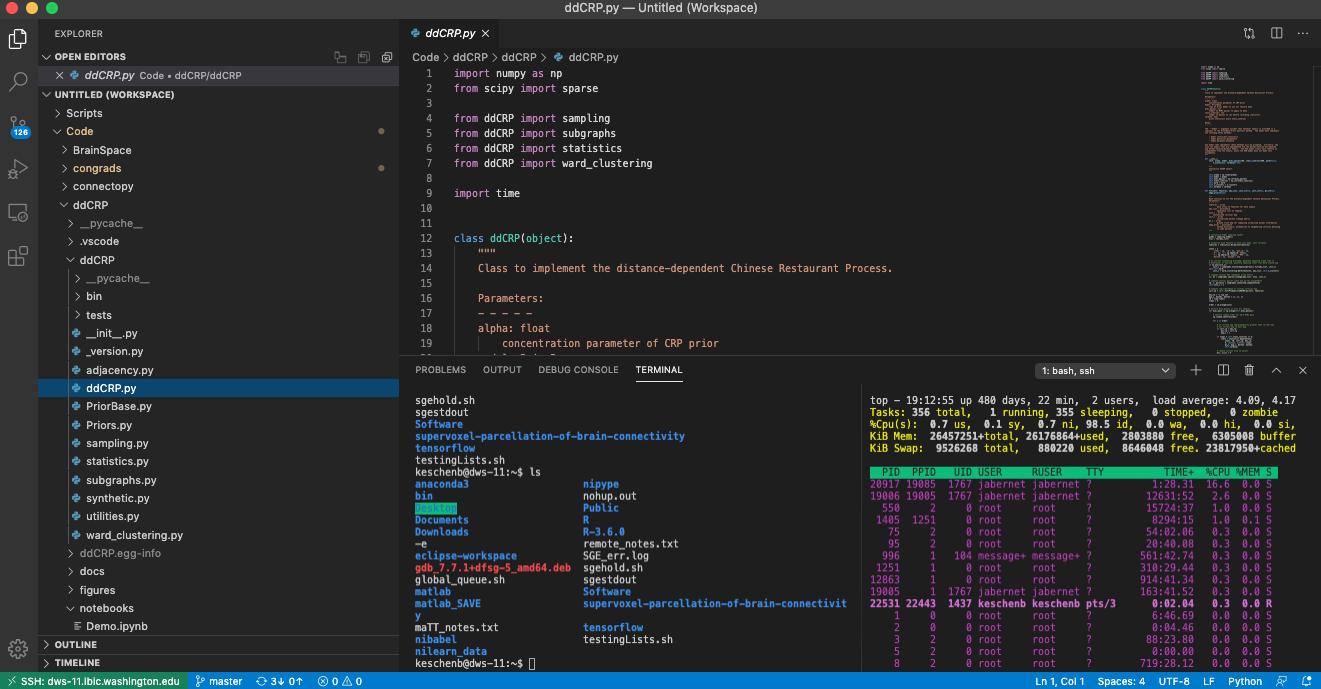 ddCRP.py — Untitled (Workspace)
EXPLORER
OPEN EDITORS
ddCRP.py Code • ddCRP/ddCRP
UNTITLED (WORKSPACE)
Scripts
Code
BrainSpace
congrads
connectopy
ddCRP
__pycache__
.vscode
ddCRP
__pycache__
bin
tests
__init__.py
_version.py
adjacency.py
ddCRP.py
PriorBase.py
Priors.py
sampling.py
statistics.py
subgraphs.py
synthetic.py
utilities.py
ward_clustering.py
ddCRP.egg-info
docs
figures
notebooks
Demo.ipynb
OUTLINE
TIMELINE
126
ddCRP.py
Code > ddCRP > ddCRP > ddCRP.py
1 import numpy as np
2 from scipy import sparse
3
4 from ddCRP import sampling
5 from ddCRP import subgraphs
6 from ddCRP import statistics
7 from ddCRP import ward_clustering
8
9 import time
10
11
12 class ddCRP(object):
13 """
14 Class to implement the distance-dependent Chinese Restaurant Process.
15
16 Parameters:
17 - - - - -
18 alpha: float
19 concentration parameter of CRP prior
PROBLEMS OUTPUT DEBUG CONSOLE TERMINAL
1: bash, ssh
sgehold.sh
sgestdout
Software
supervoxel-parcellation-of-brain-connectivity
tensorflow
testingLists.sh
keschenb@dws-11:~$ ls
anaconda3 nipype
bin nohup.out
Desktop Public
Documents R
Downloads R-3.6.0
-e remote_notes.txt
eclipse-workspace SGE_err.log
gdb_7.7.1+dfsg-5_amd64.deb sgehold.sh
global_queue.sh sgestdout
matlab Software
matlab_SAVE supervoxel-parcellation-of-brain-connectivit
y
maTT_notes.txt tensorflow
nibabel testingLists.sh
nilearn_data
keschenb@dws-11:~$
top - 19:12:55 up 480 days, 22 min, 2 users, load average: 4.09, 4.17
Tasks: 356 total, 1 running, 355 sleeping, 0 stopped, 0 zombie
%Cpu(s): 0.7 us, 0.1 sy, 0.7 ni, 98.5 id, 0.0 wa, 0.0 hi, 0.0 si,
KiB Mem: 26457251+total, 26176864+used, 2803880 free, 6305008 buffer
KiB Swap: 9526268 total, 880220 used, 8646048 free. 23817950+cached
PID PPID UID USER RUSER TTY TIME+ %CPU %MEM S
20917 19085 1767 jabernet jabernet ? 1:28.31 16.6 0.0 S
19006 19005 1767 jabernet jabernet ? 12631:52 2.6 0.0 S
550 2 0 root root ? 15724:37 1.0 0.0 S
1405 1251 0 root root ? 8294:15 1.0 0.1 S
75 2 0 root root ? 54:02.06 0.3 0.0 S
95 2 0 root root ? 20:40.08 0.3 0.0 S
996 1 104 message+ message+ ? 561:42.74 0.3 0.0 S
1251 1 0 root root ? 310:29.44 0.3 0.0 S
12863 1 0 root root ? 914:41.34 0.3 0.0 S
19005 1 1767 jabernet jabernet ? 163:41.52 0.3 0.0 S
22531 22443 1437 keschenb keschenb pts/3 0:02.04 0.3 0.0 R
1 0 0 root root ? 6:46.69 0.0 0.0 S
2 0 0 root root ? 0:04.46 0.0 0.0 S
3 2 0 root root ? 88:23.80 0.0 0.0 S
5 2 0 root root ? 0:00.00 0.0 0.0 S
8 2 0 root root ? 719:28.12 0.0 0.0 S
SSH: dws-11.ibic.washington.edu master 3↓ 0↑ 0 0
Ln 1, Col 1 Spaces: 4 UTF-8 LF Python